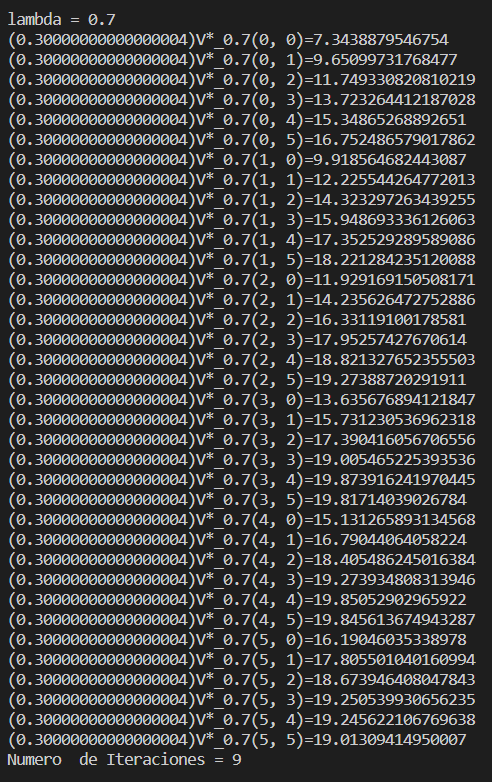 lambda = 0.7
(0.30000000000000004)V*_0.7(0, 0)=7.3438879546754
(0.30000000000000004)V*_0.7(0, 1)=9.65099731768477
(0.30000000000000004)V*_0.7(0, 2)=11.749330820810219
(0.30000000000000004)V*_0.7(0, 3)=13.723264412187028
(0.30000000000000004)V*_0.7(0, 4)=15.34865268892651
(0.30000000000000004)V*_0.7(0, 5)=16.752486579017862
(0.30000000000000004)V*_0.7(1, 0)=9.918564682443087
(0.30000000000000004)V*_0.7(1, 1)=12.225544264772013
(0.30000000000000004)V*_0.7(1, 2)=14.323297263439255
(0.30000000000000004)V*_0.7(1, 3)=15.948693336126063
(0.30000000000000004)V*_0.7(1, 4)=17.352529289589086
(0.30000000000000004)V*_0.7(1, 5)=18.221284235120088
(0.30000000000000004)V*_0.7(2, 0)=11.929169150508171
(0.30000000000000004)V*_0.7(2, 1)=14.235626472752886
(0.30000000000000004)V*_0.7(2, 2)=16.33119100178581
(0.30000000000000004)V*_0.7(2, 3)=17.95257427670614
(0.30000000000000004)V*_0.7(2, 4)=18.821327652355503
(0.30000000000000004)V*_0.7(2, 5)=19.27388720291911
(0.30000000000000004)V*_0.7(3, 0)=13.635676894121847
(0.30000000000000004)V*_0.7(3, 1)=15.731230536962318
(0.30000000000000004)V*_0.7(3, 2)=17.390416056706556
(0.30000000000000004)V*_0.7(3, 3)=19.005465225393536
(0.30000000000000004)V*_0.7(3, 4)=19.873916241970445
(0.30000000000000004)V*_0.7(3, 5)=19.81714039026784
(0.30000000000000004)V*_0.7(4, 0)=15.131265893134568
(0.30000000000000004)V*_0.7(4, 1)=16.79044064058224
(0.30000000000000004)V*_0.7(4, 2)=18.405486245016384
(0.30000000000000004)V*_0.7(4, 3)=19.273934808313946
(0.30000000000000004)V*_0.7(4, 4)=19.85052902965922
(0.30000000000000004)V*_0.7(4, 5)=19.845613674943287
(0.30000000000000004)V*_0.7(5, 0)=16.19046035338978
(0.30000000000000004)V*_0.7(5, 1)=17.805501040160994
(0.30000000000000004)V*_0.7(5, 2)=18.673946408047843
(0.30000000000000004)V*_0.7(5, 3)=19.250539930656235
(0.30000000000000004)V*_0.7(5, 4)=19.245622106769638
(0.30000000000000004)V*_0.7(5, 5)=19.01309414950007
Numero  de Iteraciones = 9